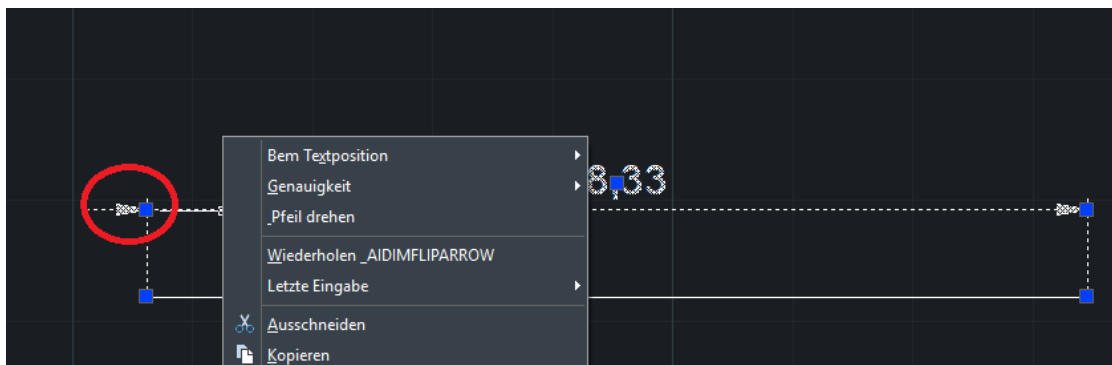 Bem Textposition
8,33
Genauigkeit
_Pfeil drehen
Wiederholen _AIDIMFLIPARROW
Letzte Eingabe
Ausschneiden
Kopieren